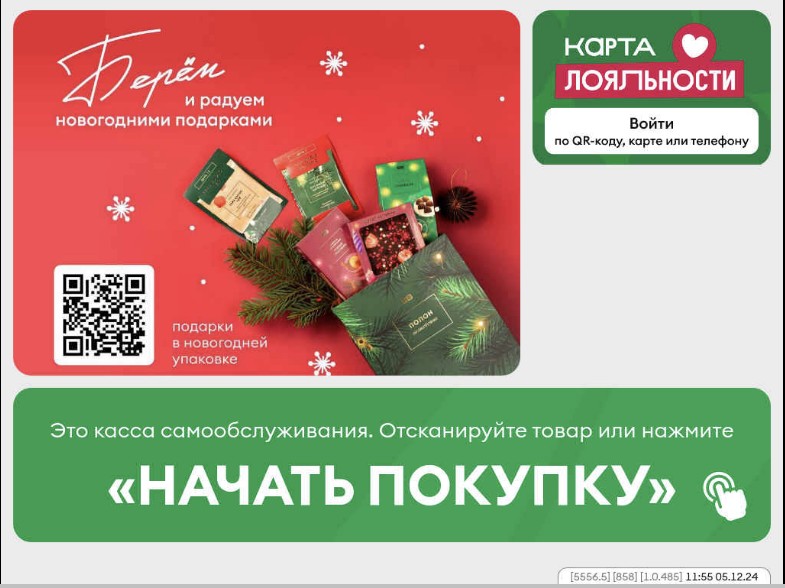 Берём
и радуем
новогодними подарками
КАРТА
ЛОЯЛЬНОСТИ
Войти
по QR-коду, карте или телефону
ПОЛОН
подарки
в новогодней
упаковке
Это касса самообслуживания. Отсканируйте товар или нажмите
«НАЧАТЬ ПОКУПКУ»
[5556.5] [858] [1.0.485] 11:55 05.12.24